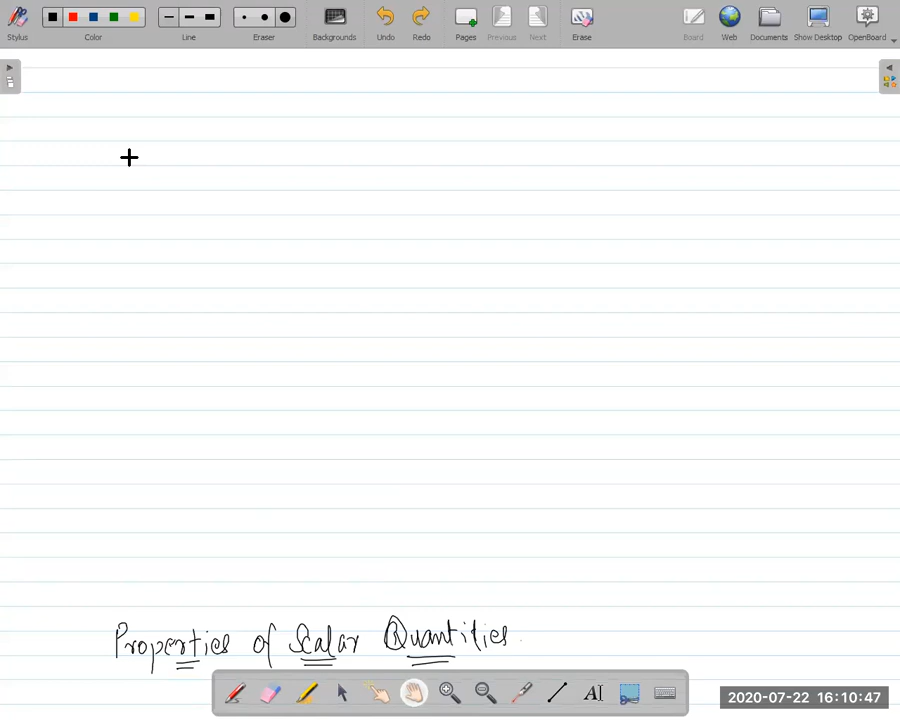 Stylus Color Line Eraser Backgrounds Undo Redo Pages Previous Next Erase Board Web Documents Show Desktop OpenBoard
Properties of Scalar Quantities
2020-07-22 16:10:47